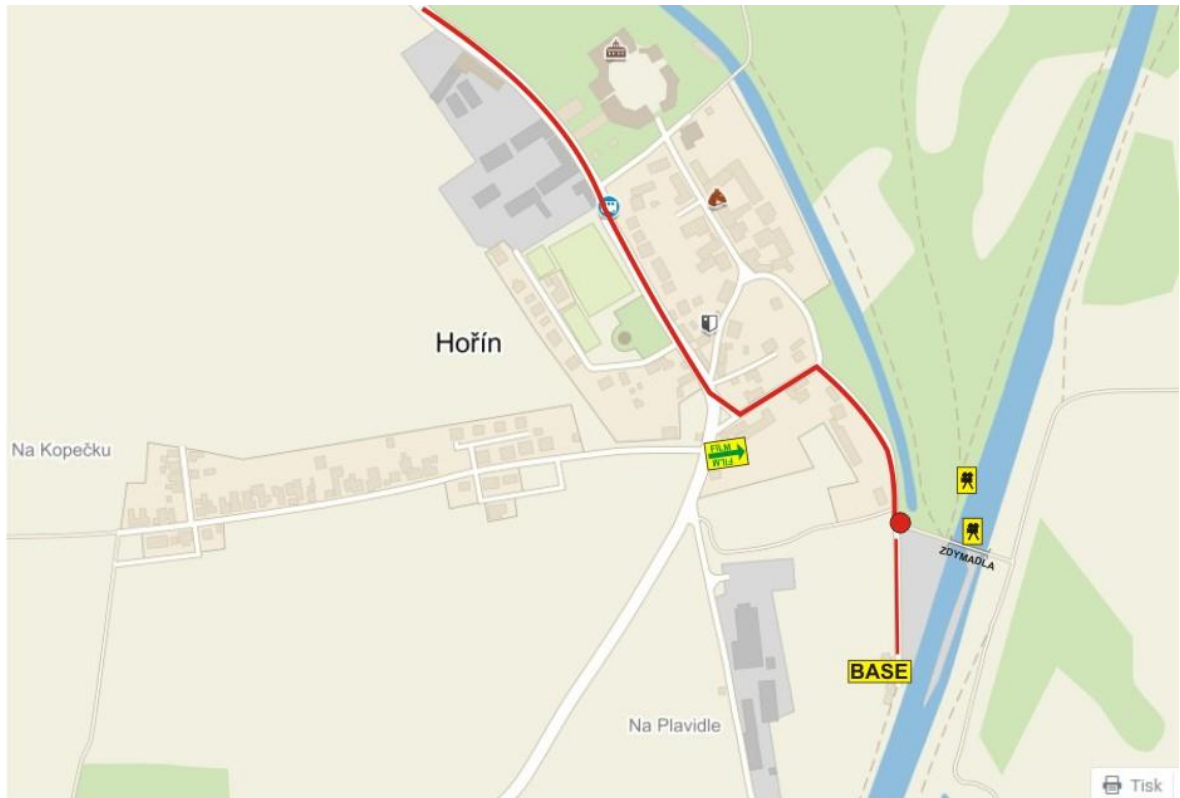 Hořín
Na Kopečku
FILM
FILM
ZDYMADLA
BASE
Na Plavidle
Tisk